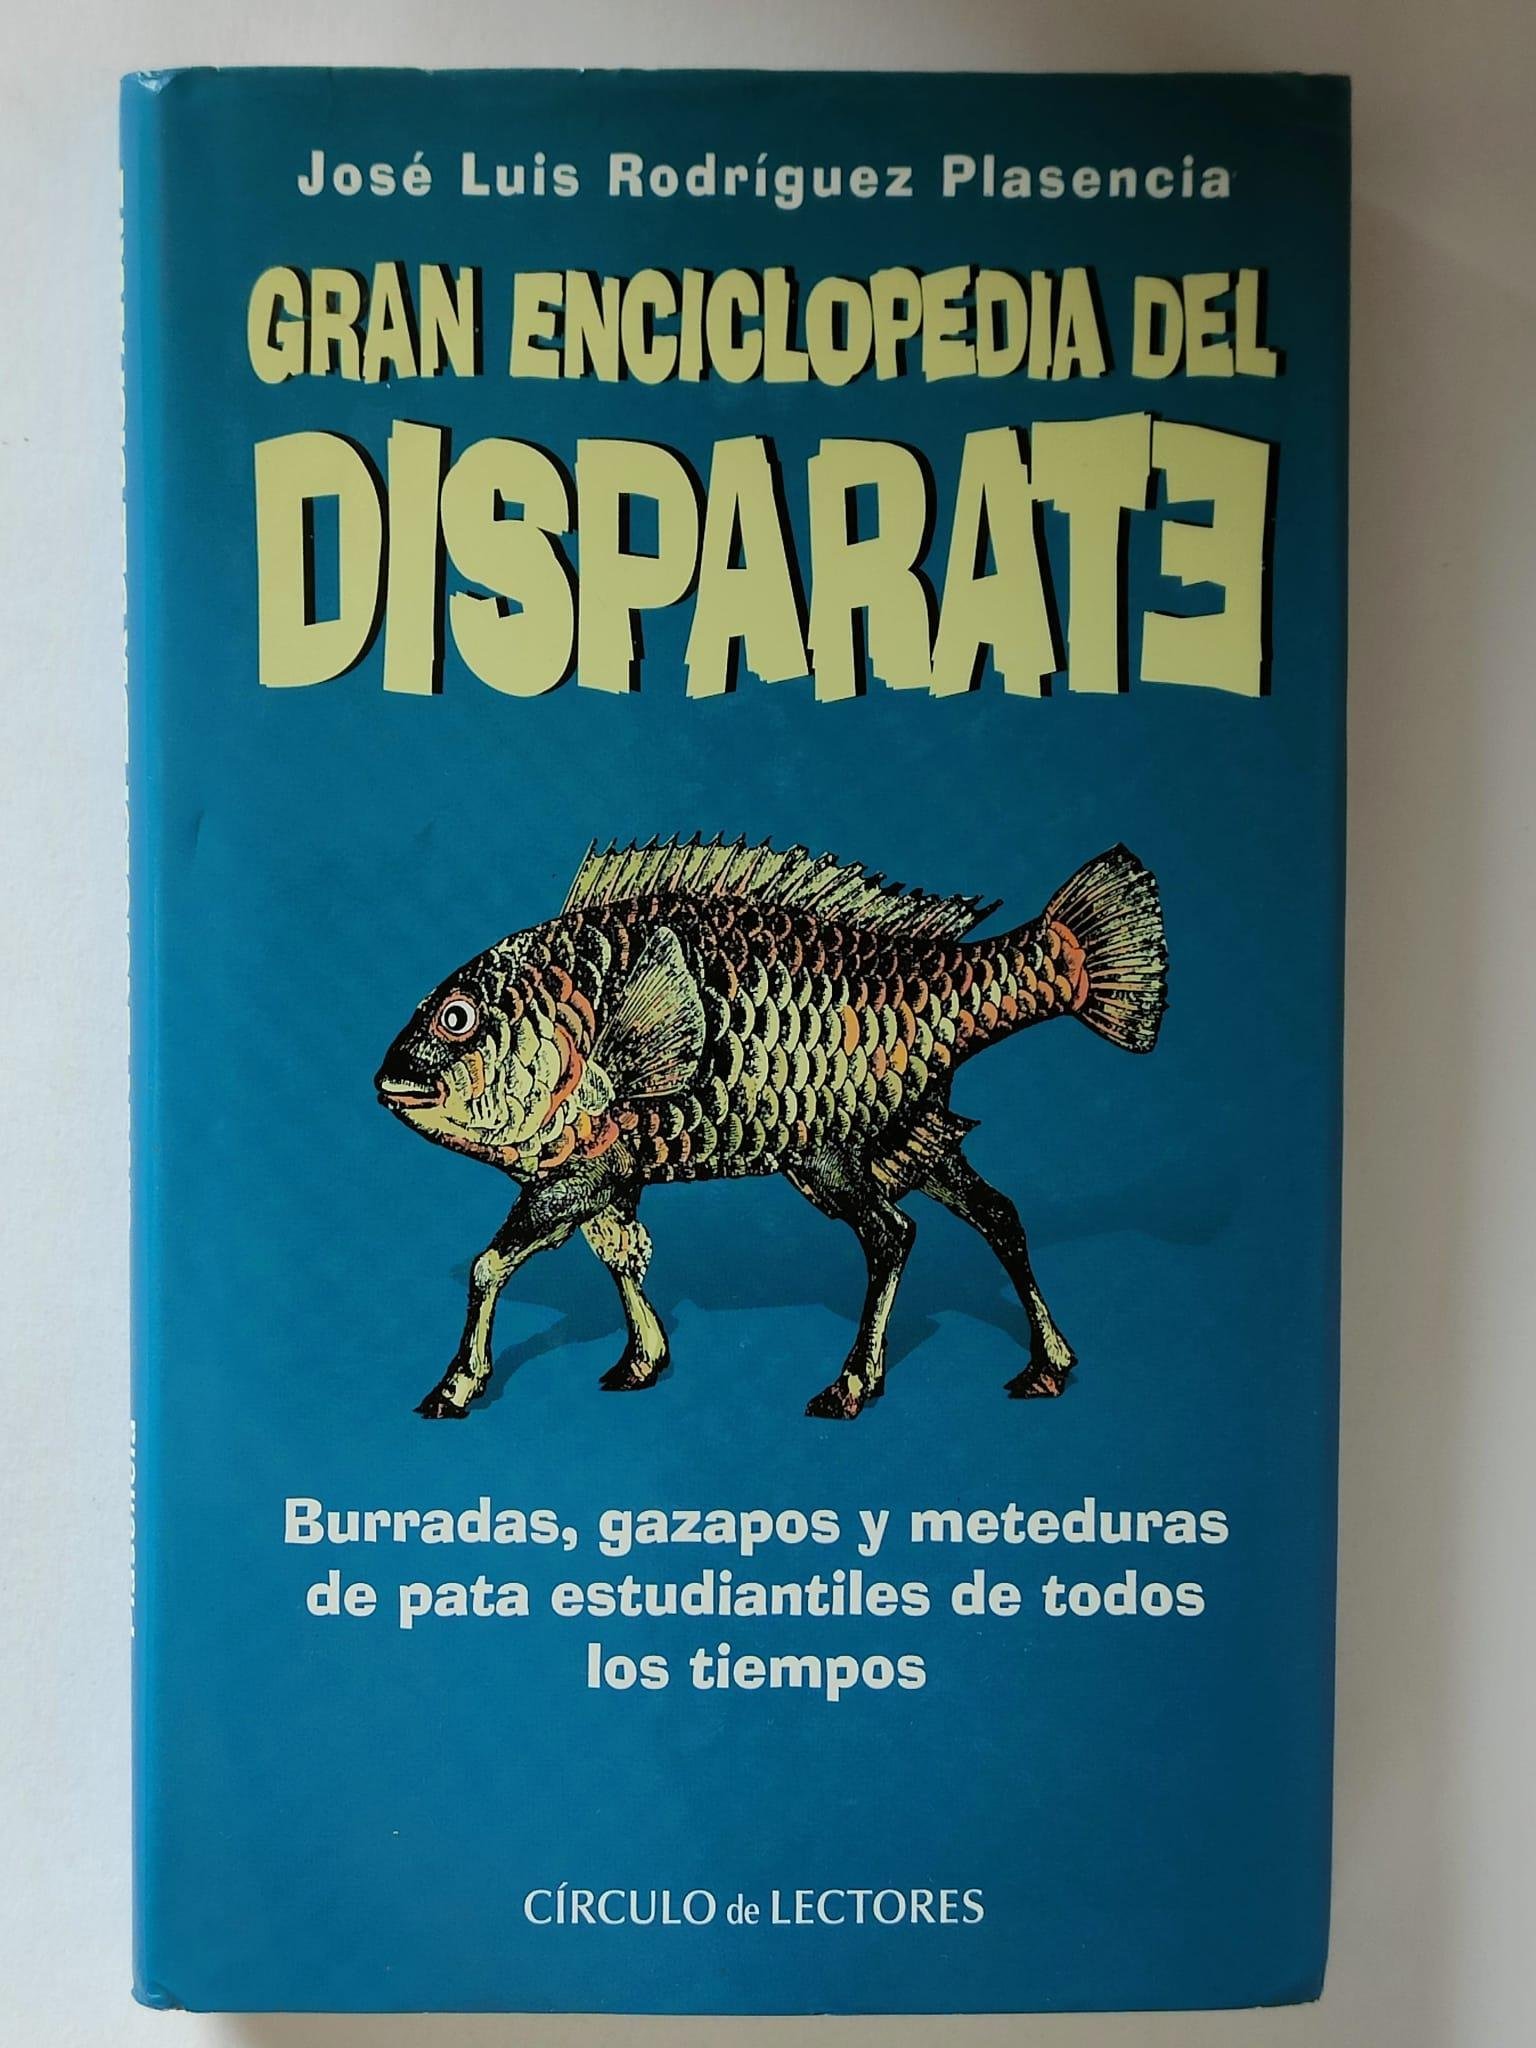 José Luis Rodríguez Plasencia
GRAN ENCICLOPEDIA DEL
DISPARATE
Burradas, gazapos y meteduras
de pata estudiantiles de todos
los tiempos
CÍRCULO de LECTORES